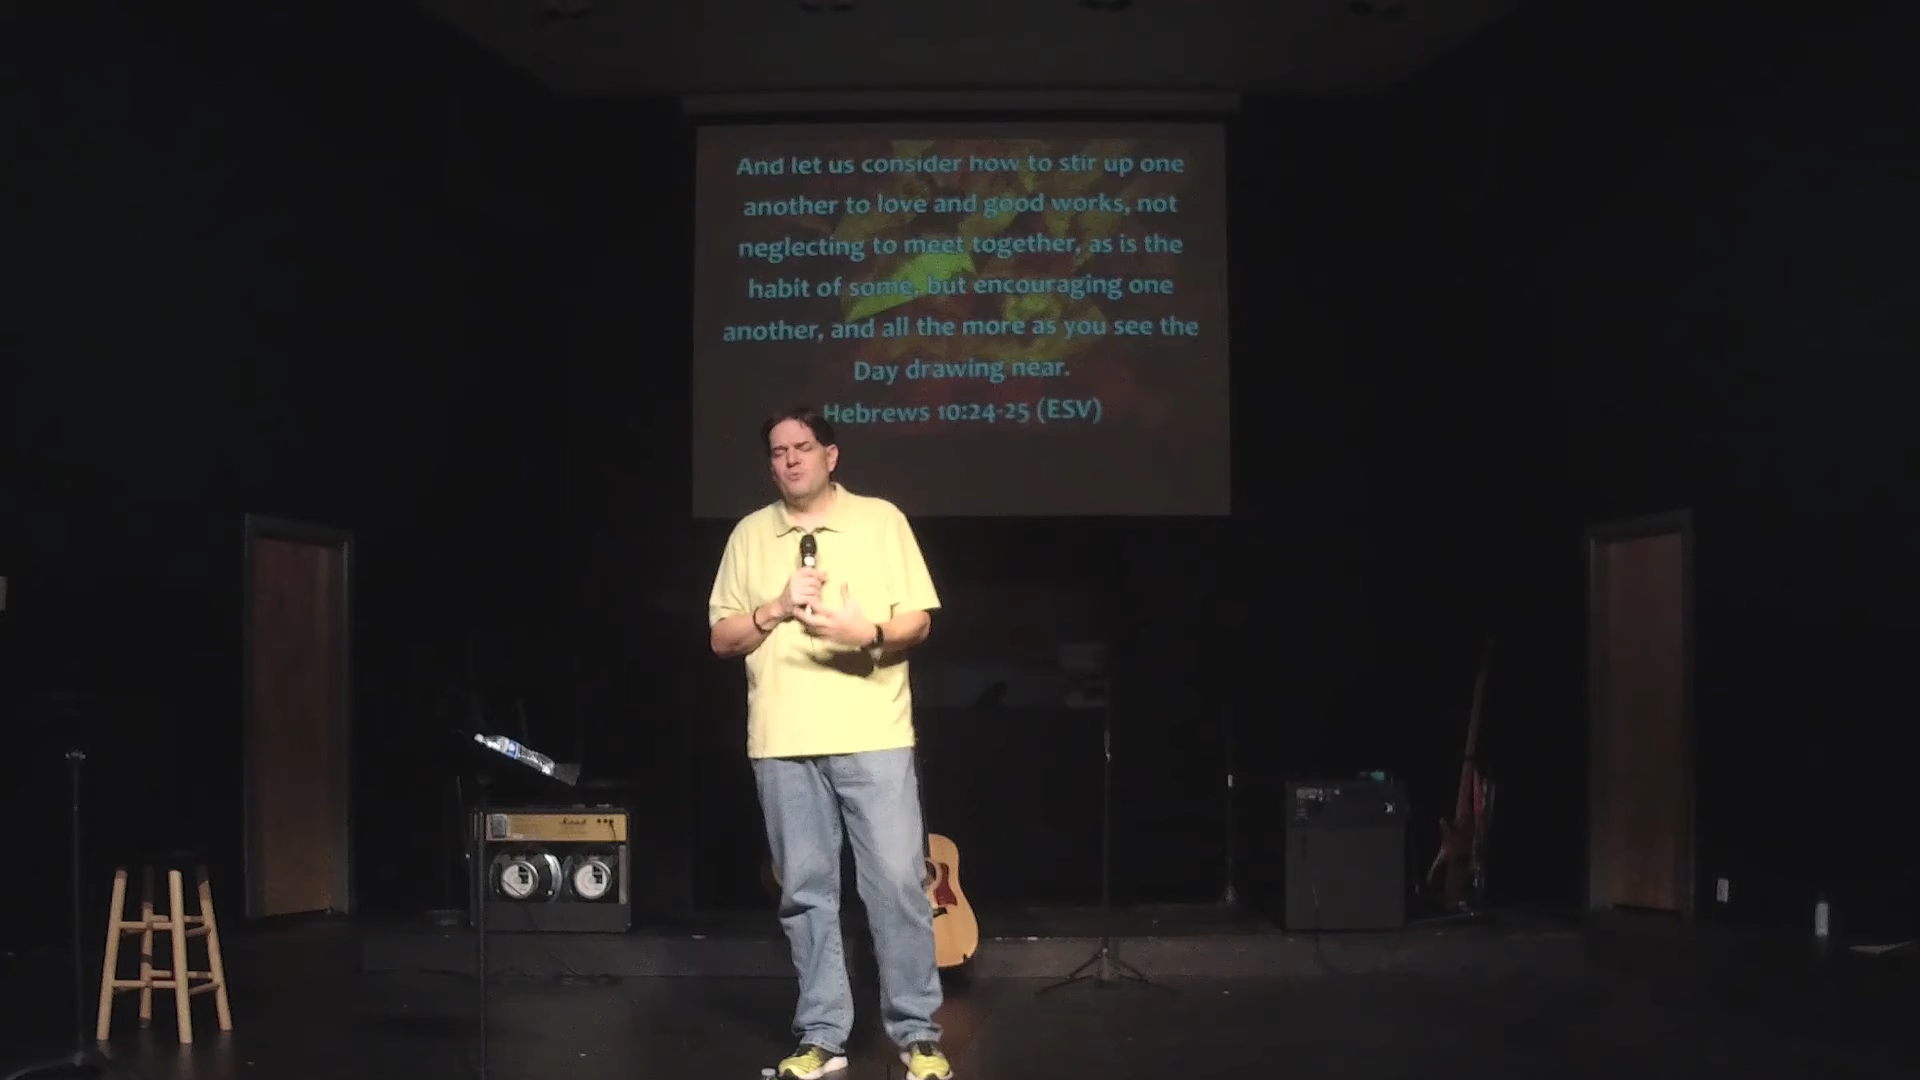 And let us consider how to stir up one
another to love and good works, not
neglecting to meet together, as is the
habit of some, but encouraging one
another, and all the more as you see the
Day drawing near.
Hebrews 10:24-25 (ESV)
Marshall